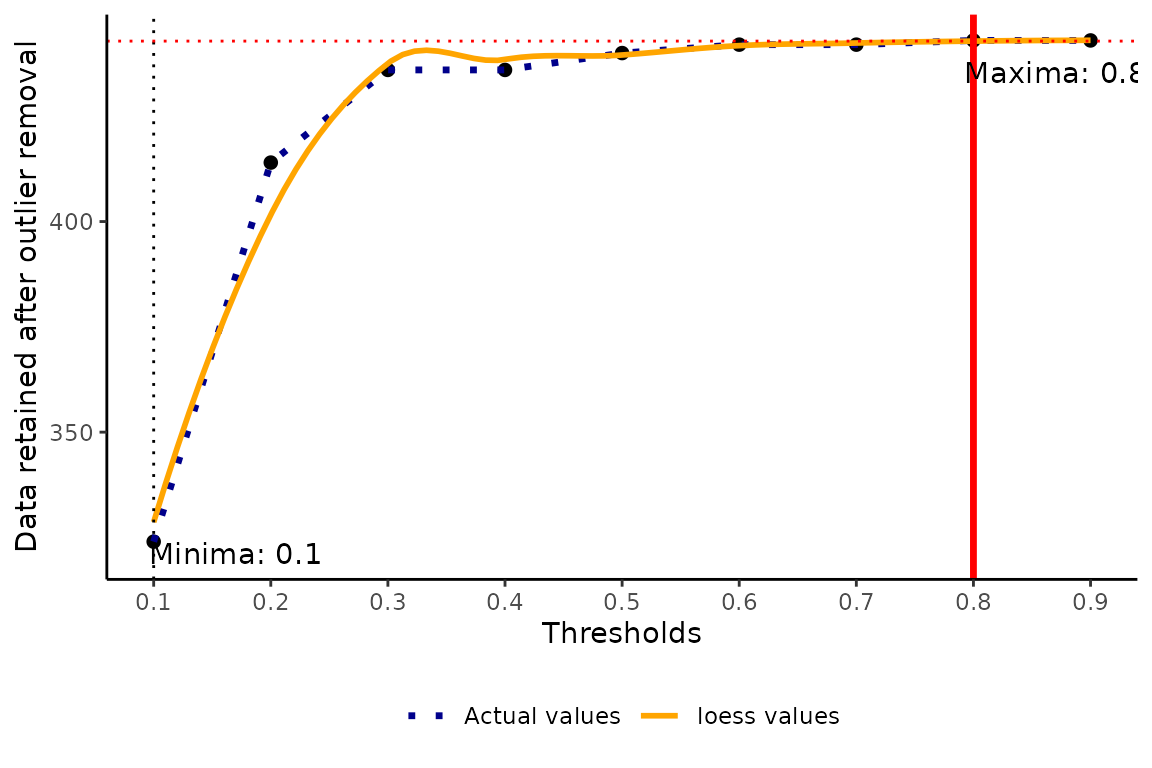 Data retained after outlier removal
400
350
Maxima: 0.8
Minima: 0.1
0.1 0.2 0.3 0.4 0.5 0.6 0.7 0.8 0.9
Thresholds
Actual values loess values